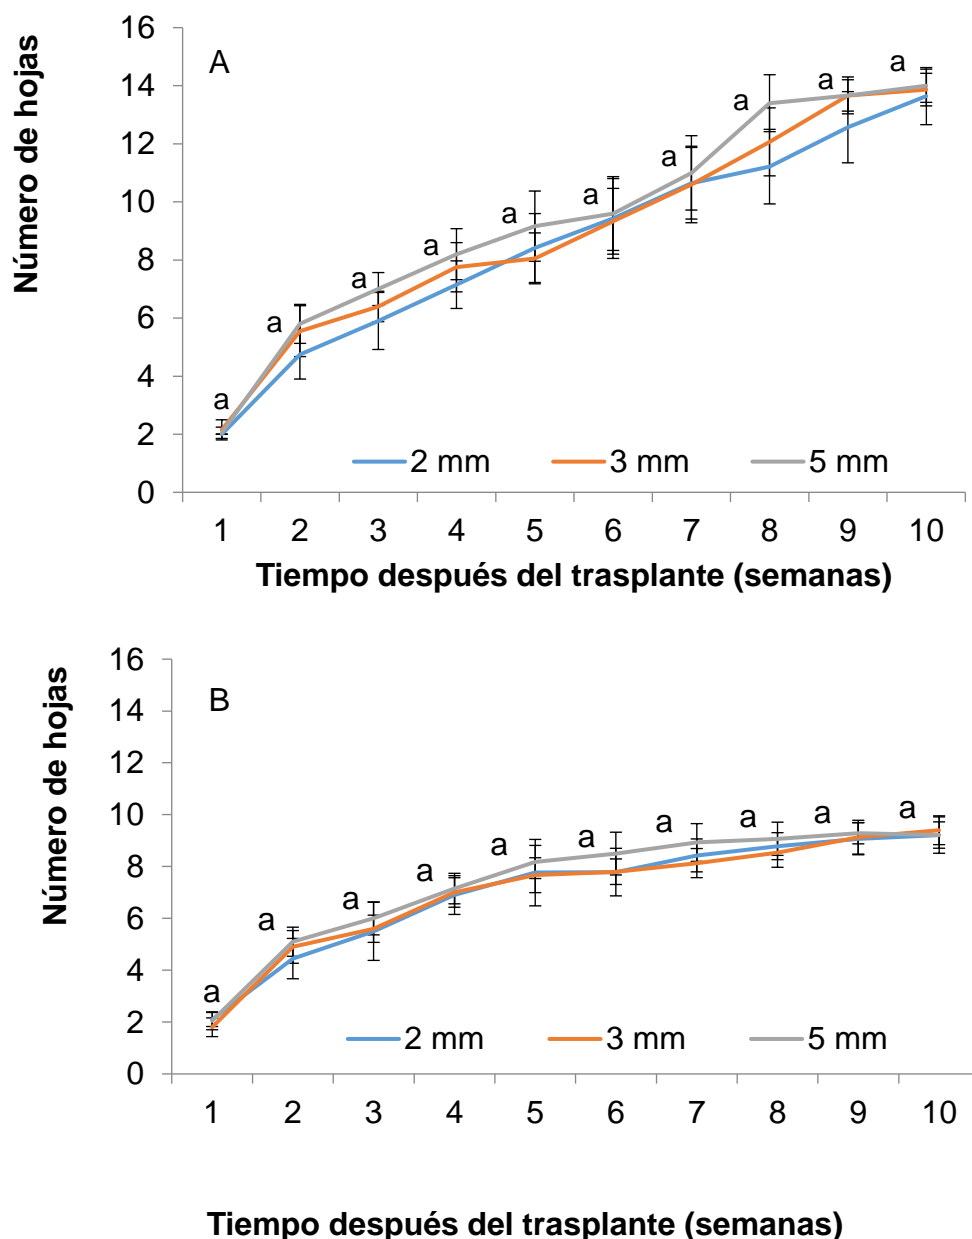 Número de hojas
A
16
14
12
10
8
6
4
2
0
a a a a a a a a a a
2 mm 3 mm 5 mm
1 2 3 4 5 6 7 8 9 10
Tiempo después del trasplante (semanas)
Número de hojas
B
16
14
12
10
8
6
4
2
0
a a a a a a a a a a
2 mm 3 mm 5 mm
1 2 3 4 5 6 7 8 9 10
Tiempo después del trasplante (semanas)